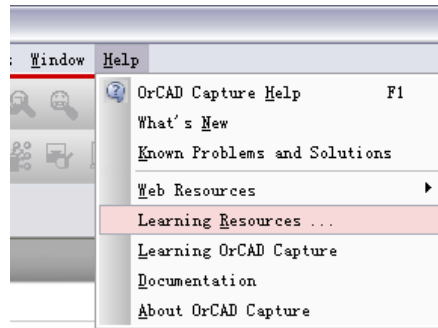 Window Help
OrCAD Capture Help F1
What's New
Known Problems and Solutions
Web Resources
Learning Resources ...
Learning OrCAD Capture
Documentation
About OrCAD Capture